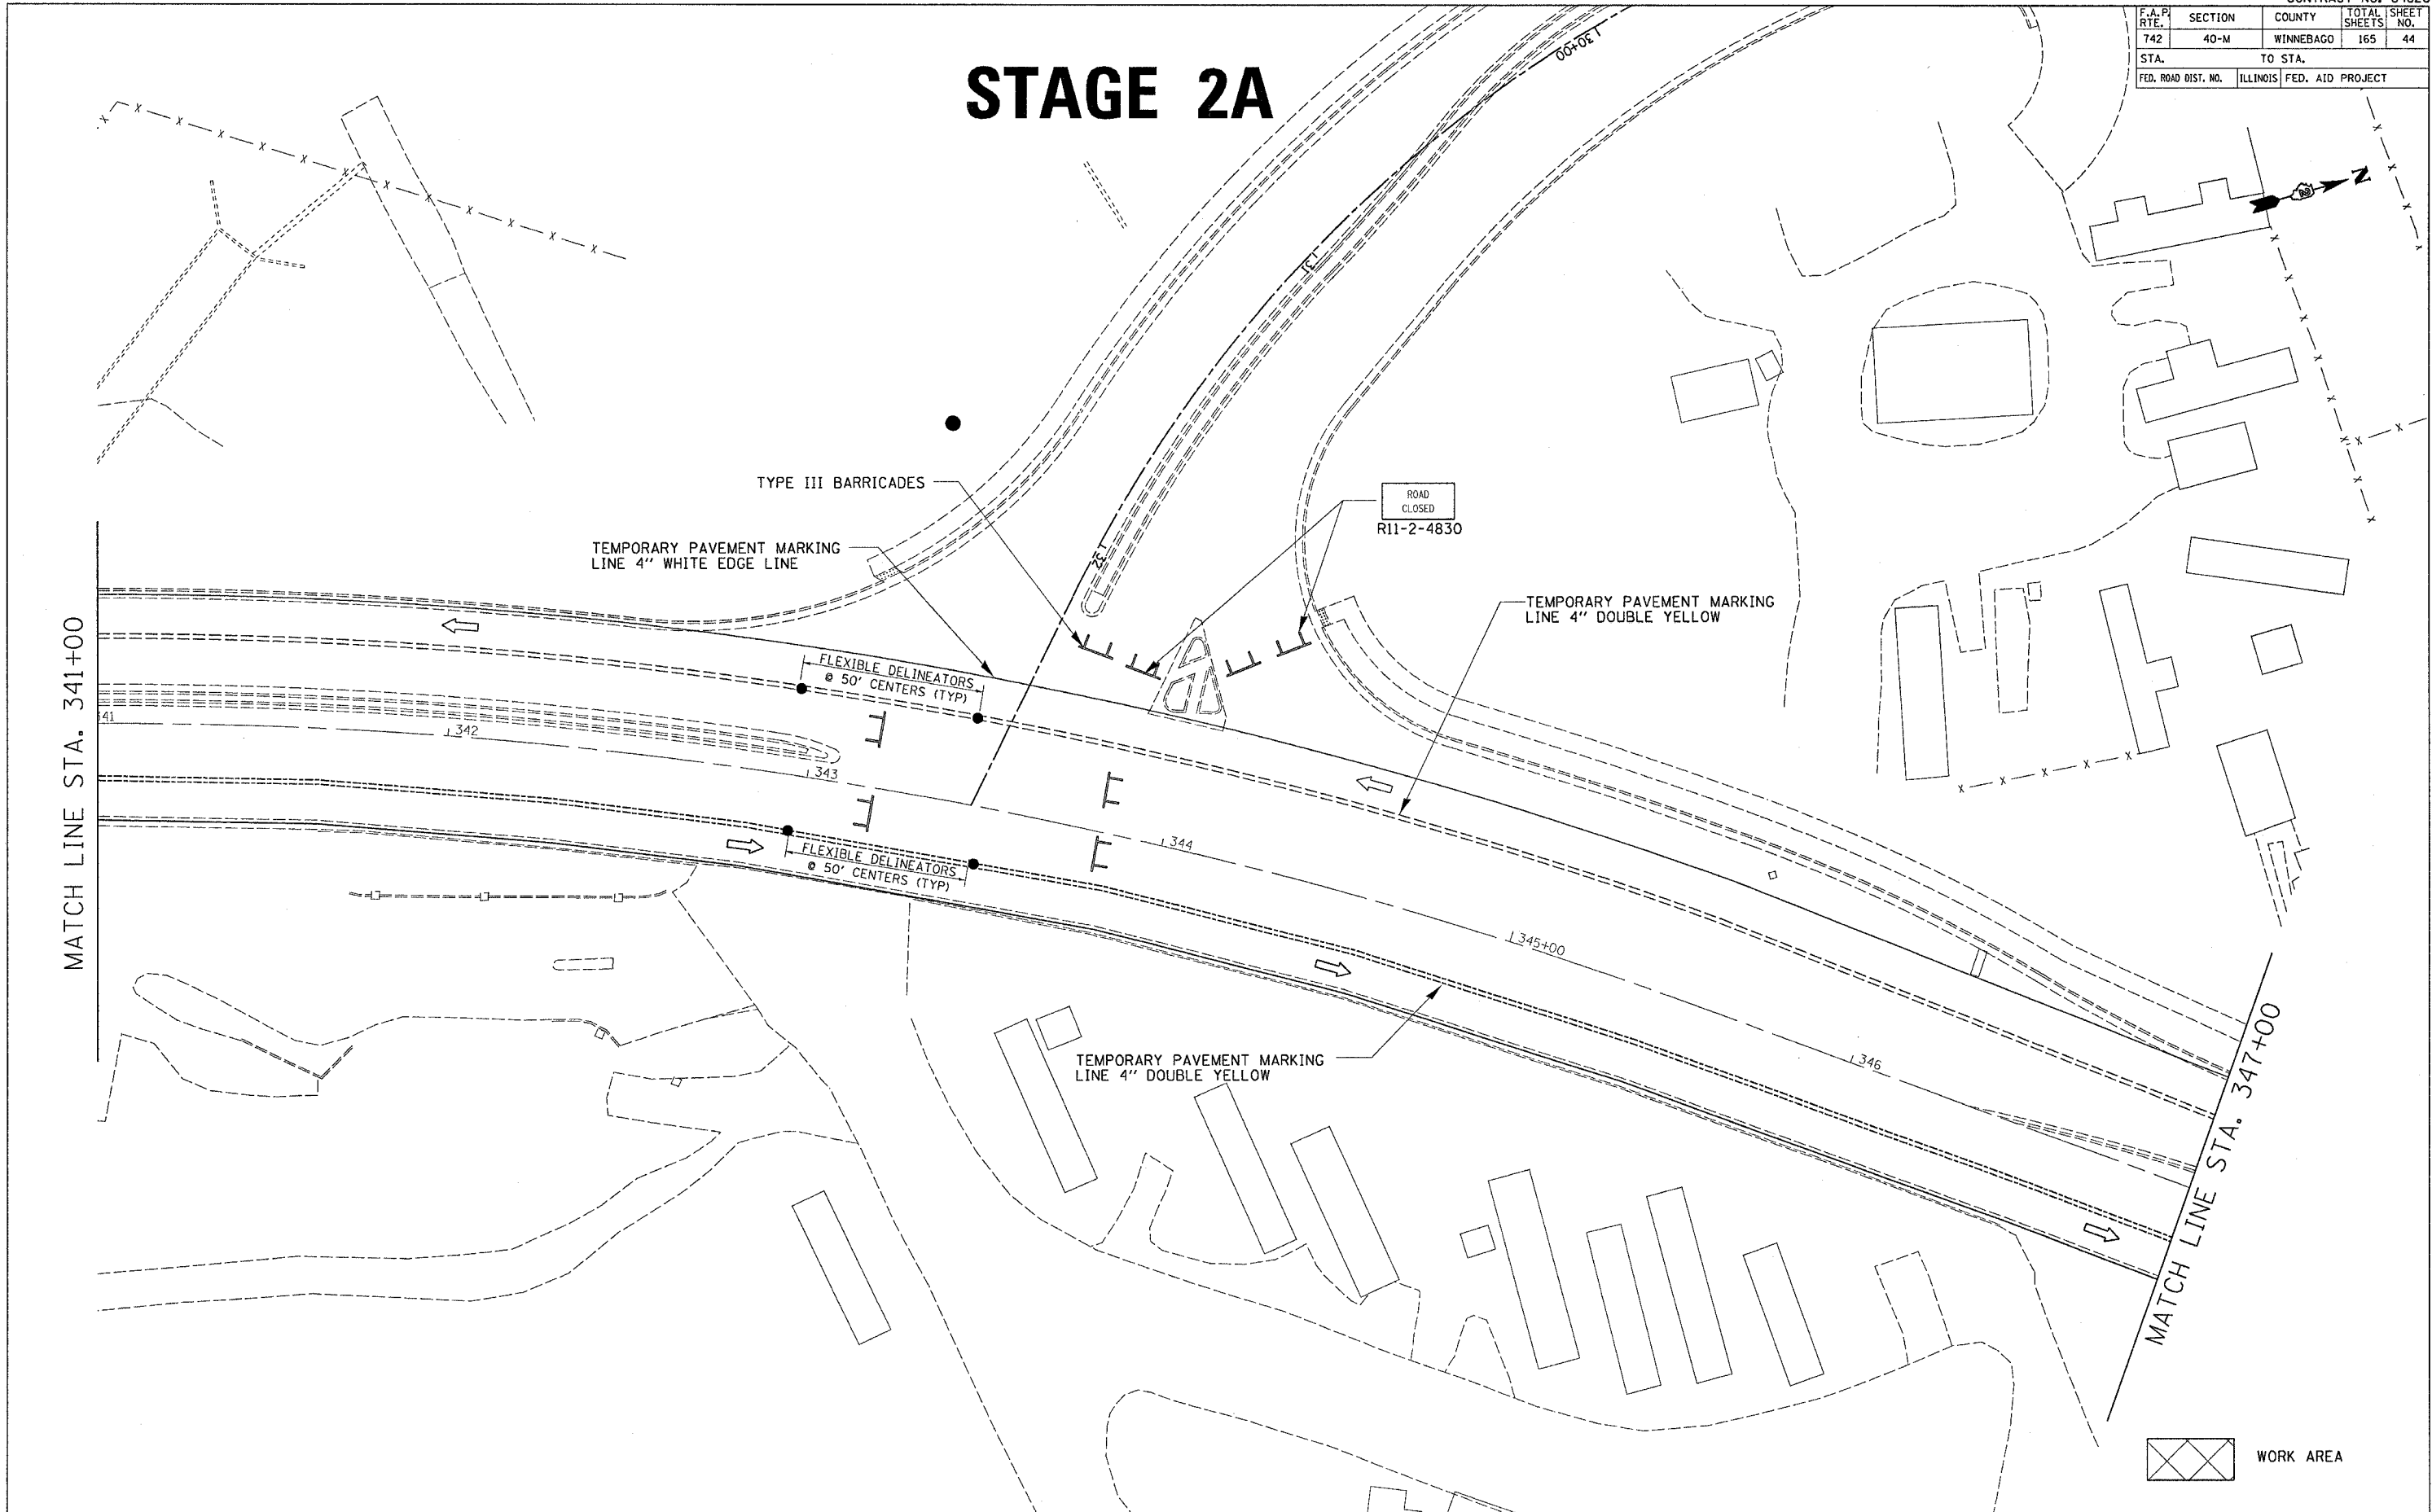 STAGE 2A
F.A.P. RTE. SECTION COUNTY TOTAL SHEETS SHEET NO.
742 40-M WINNEBAGO 165 44
STA. TO STA.
FED. ROAD DIST. NO. ILLINOIS FED. AID PROJECT
N
130+00
131
132
TYPE III BARRICADES
ROAD
CLOSED
R11-2-4830
TEMPORARY PAVEMENT MARKING
LINE 4" WHITE EDGE LINE
TEMPORARY PAVEMENT MARKING
LINE 4" DOUBLE YELLOW
MATCH LINE STA. 341+00
FLEXIBLE DELINEATORS
@ 50' CENTERS (TYP)
341
342
343
344
345+00
346
FLEXIBLE DELINEATORS
@ 50' CENTERS (TYP)
TEMPORARY PAVEMENT MARKING
LINE 4" DOUBLE YELLOW
MATCH LINE STA. 347+00
WORK AREA